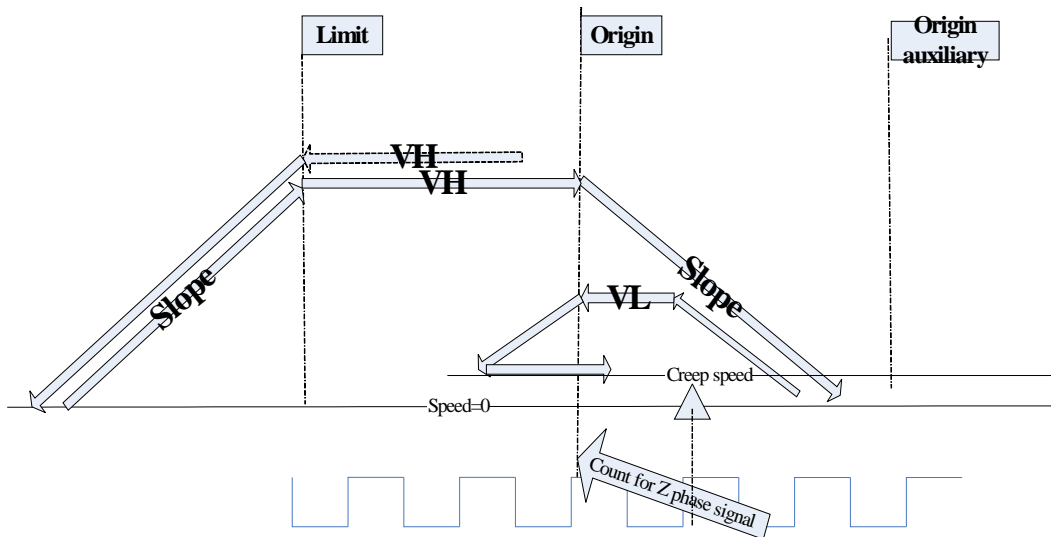 Limit
Origin
Origin
auxiliary
VH
VH
Slope
Slope
VL
Creep speed
Speed=0
Count for Z phase signal